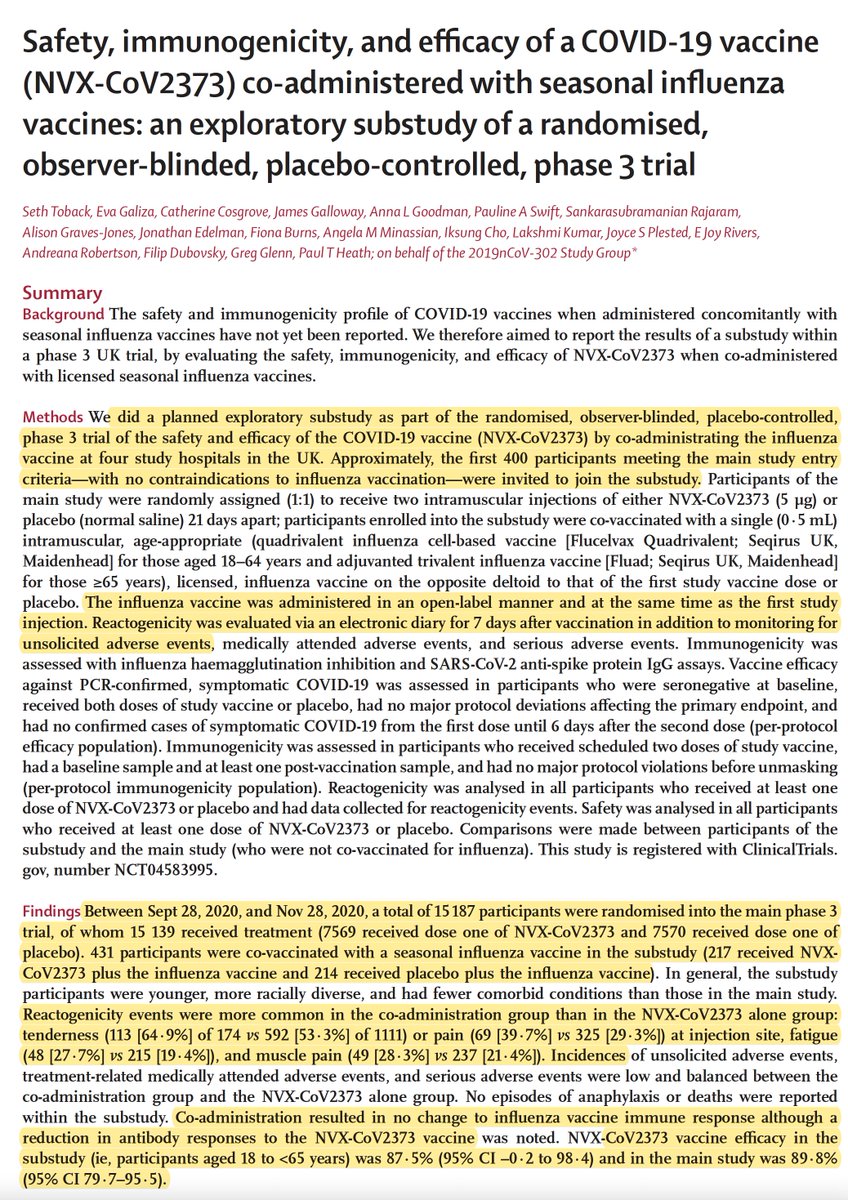 Safety, immunogenicity, and efficacy of a COVID-19 vaccine
(NVX-CoV2373) co-administered with seasonal influenza
vaccines: an exploratory substudy of a randomised,
observer-blinded, placebo-controlled, phase 3 trial
Seth Toback, Eva Galiza, Catherine Cosgrove, James Galloway, Anna L Goodman, Pauline A Swift, Sankarasubramanian Rajaram,
Alison Graves-Jones, Jonathan Edelman, Fiona Burns, Angela M Minassian, Iksung Cho, Lakshmi Kumar, Joyce S Plested, E Joy Rivers,
Andreana Robertson, Filip Dubovsky, Greg Glenn, Paul T Heath; on behalf of the 2019nCoV-302 Study Group*
Summary
Background The safety and immunogenicity profile of COVID-19 vaccines when administered concomitantly with
seasonal influenza vaccines have not yet been reported. We therefore aimed to report the results of a substudy within
a phase 3 UK trial, by evaluating the safety, immunogenicity, and efficacy of NVX-CoV2373 when co-administered
with licensed seasonal influenza vaccines.
Methods We did a planned exploratory substudy as part of the randomised, observer-blinded, placebo-controlled,
phase 3 trial of the safety and efficacy of the COVID-19 vaccine (NVX-CoV2373) by co-administrating the influenza
vaccine at four study hospitals in the UK. Approximately, the first 400 participants meeting the main study entry
criteria—with no contraindications to influenza vaccination—were invited to join the substudy. Participants of the
main study were randomly assigned (1:1) to receive two intramuscular injections of either NVX-CoV2373 (5 µg) or
placebo (normal saline) 21 days apart; participants enrolled into the substudy were co-vaccinated with a single (0·5 mL)
intramuscular, age-appropriate (quadrivalent influenza cell-based vaccine [Flucelvax Quadrivalent; Seqirus UK,
Maidenhead] for those aged 18–64 years and adjuvanted trivalent influenza vaccine [Fluad; Seqirus UK, Maidenhead]
for those ≥65 years), licensed, influenza vaccine on the opposite deltoid to that of the first study vaccine dose or
placebo. The influenza vaccine was administered in an open-label manner and at the same time as the first study
injection. Reactogenicity was evaluated via an electronic diary for 7 days after vaccination in addition to monitoring for
unsolicited adverse events, medically attended adverse events, and serious adverse events. Immunogenicity was
assessed with influenza haemagglutination inhibition and SARS-CoV-2 anti-spike protein IgG assays. Vaccine efficacy
against PCR-confirmed, symptomatic COVID-19 was assessed in participants who were seronegative at baseline,
received both doses of study vaccine or placebo, had no major protocol deviations affecting the primary endpoint, and
had no confirmed cases of symptomatic COVID-19 from the first dose until 6 days after the second dose (per-protocol
efficacy population). Immunogenicity was assessed in participants who received scheduled two doses of study vaccine,
had a baseline sample and at least one post-vaccination sample, and had no major protocol violations before unmasking
(per-protocol immunogenicity population). Reactogenicity was analysed in all participants who received at least one
dose of NVX-CoV2373 or placebo and had data collected for reactogenicity events. Safety was analysed in all participants
who received at least one dose of NVX-CoV2373 or placebo. Comparisons were made between participants of the
substudy and the main study (who were not co-vaccinated for influenza). This study is registered with ClinicalTrials.
gov, number NCT04583995.
Findings Between Sept 28, 2020, and Nov 28, 2020, a total of 15 187 participants were randomised into the main phase 3
trial, of whom 15 139 received treatment (7569 received dose one of NVX-CoV2373 and 7570 received dose one of
placebo). 431 participants were co-vaccinated with a seasonal influenza vaccine in the substudy (217 received NVX-
CoV2373 plus the influenza vaccine and 214 received placebo plus the influenza vaccine). In general, the substudy
participants were younger, more racially diverse, and had fewer comorbid conditions than those in the main study.
Reactogenicity events were more common in the co-administration group than in the NVX-CoV2373 alone group:
tenderness (113 [64·9%] of 174 vs 592 [53·3%] of 1111) or pain (69 [39·7%] vs 325 [29·3%]) at injection site, fatigue
(48 [27·7%] vs 215 [19·4%]), and muscle pain (49 [28·3%] vs 237 [21·4%]). Incidences of unsolicited adverse events,
treatment-related medically attended adverse events, and serious adverse events were low and balanced between the
co-administration group and the NVX-CoV2373 alone group. No episodes of anaphylaxis or deaths were reported
within the substudy. Co-administration resulted in no change to influenza vaccine immune response although a
reduction in antibody responses to the NVX-CoV2373 vaccine was noted. NVX-CoV2373 vaccine efficacy in the
substudy (ie, participants aged 18 to <65 years) was 87·5% (95% CI –0·2 to 98·4) and in the main study was 89·8%
(95% CI 79·7–95·5).